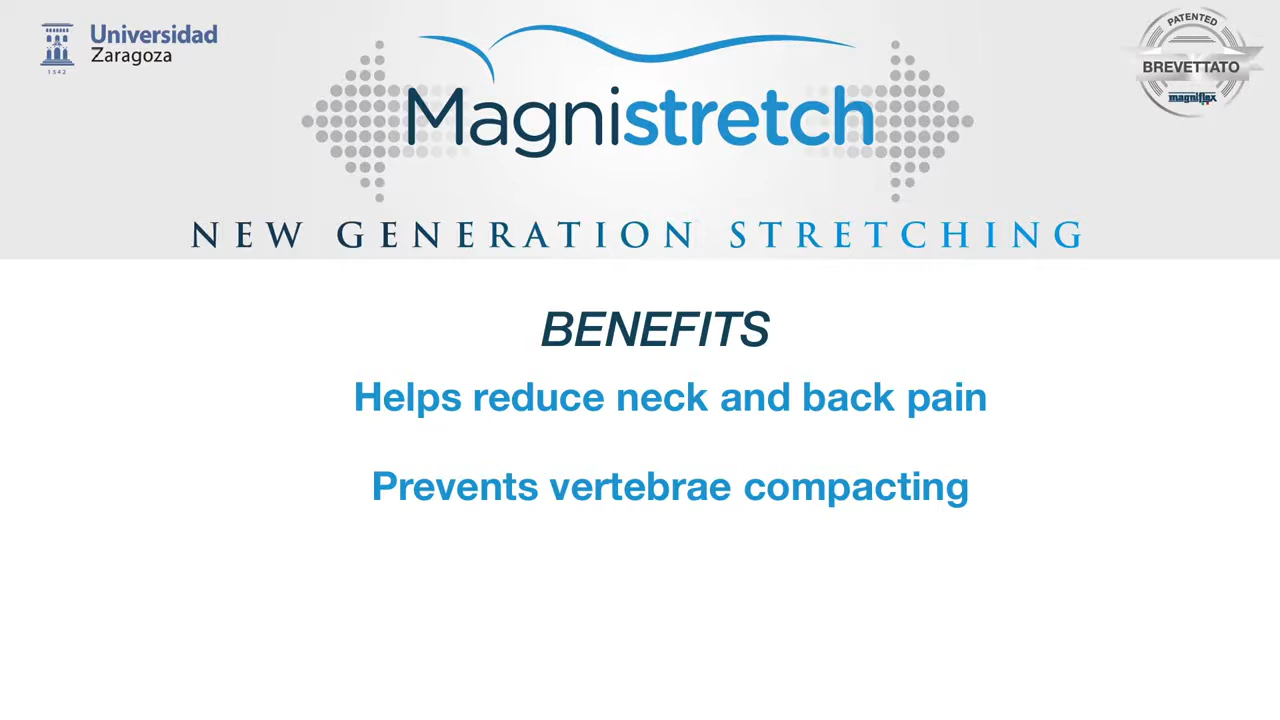 Universidad
Zaragoza
1542
Magnistretch
PATENTED
BREVETTATO
magniflex
NEW GENERATION STRETCHING
BENEFITS
Helps reduce neck and back pain
Prevents vertebrae compacting